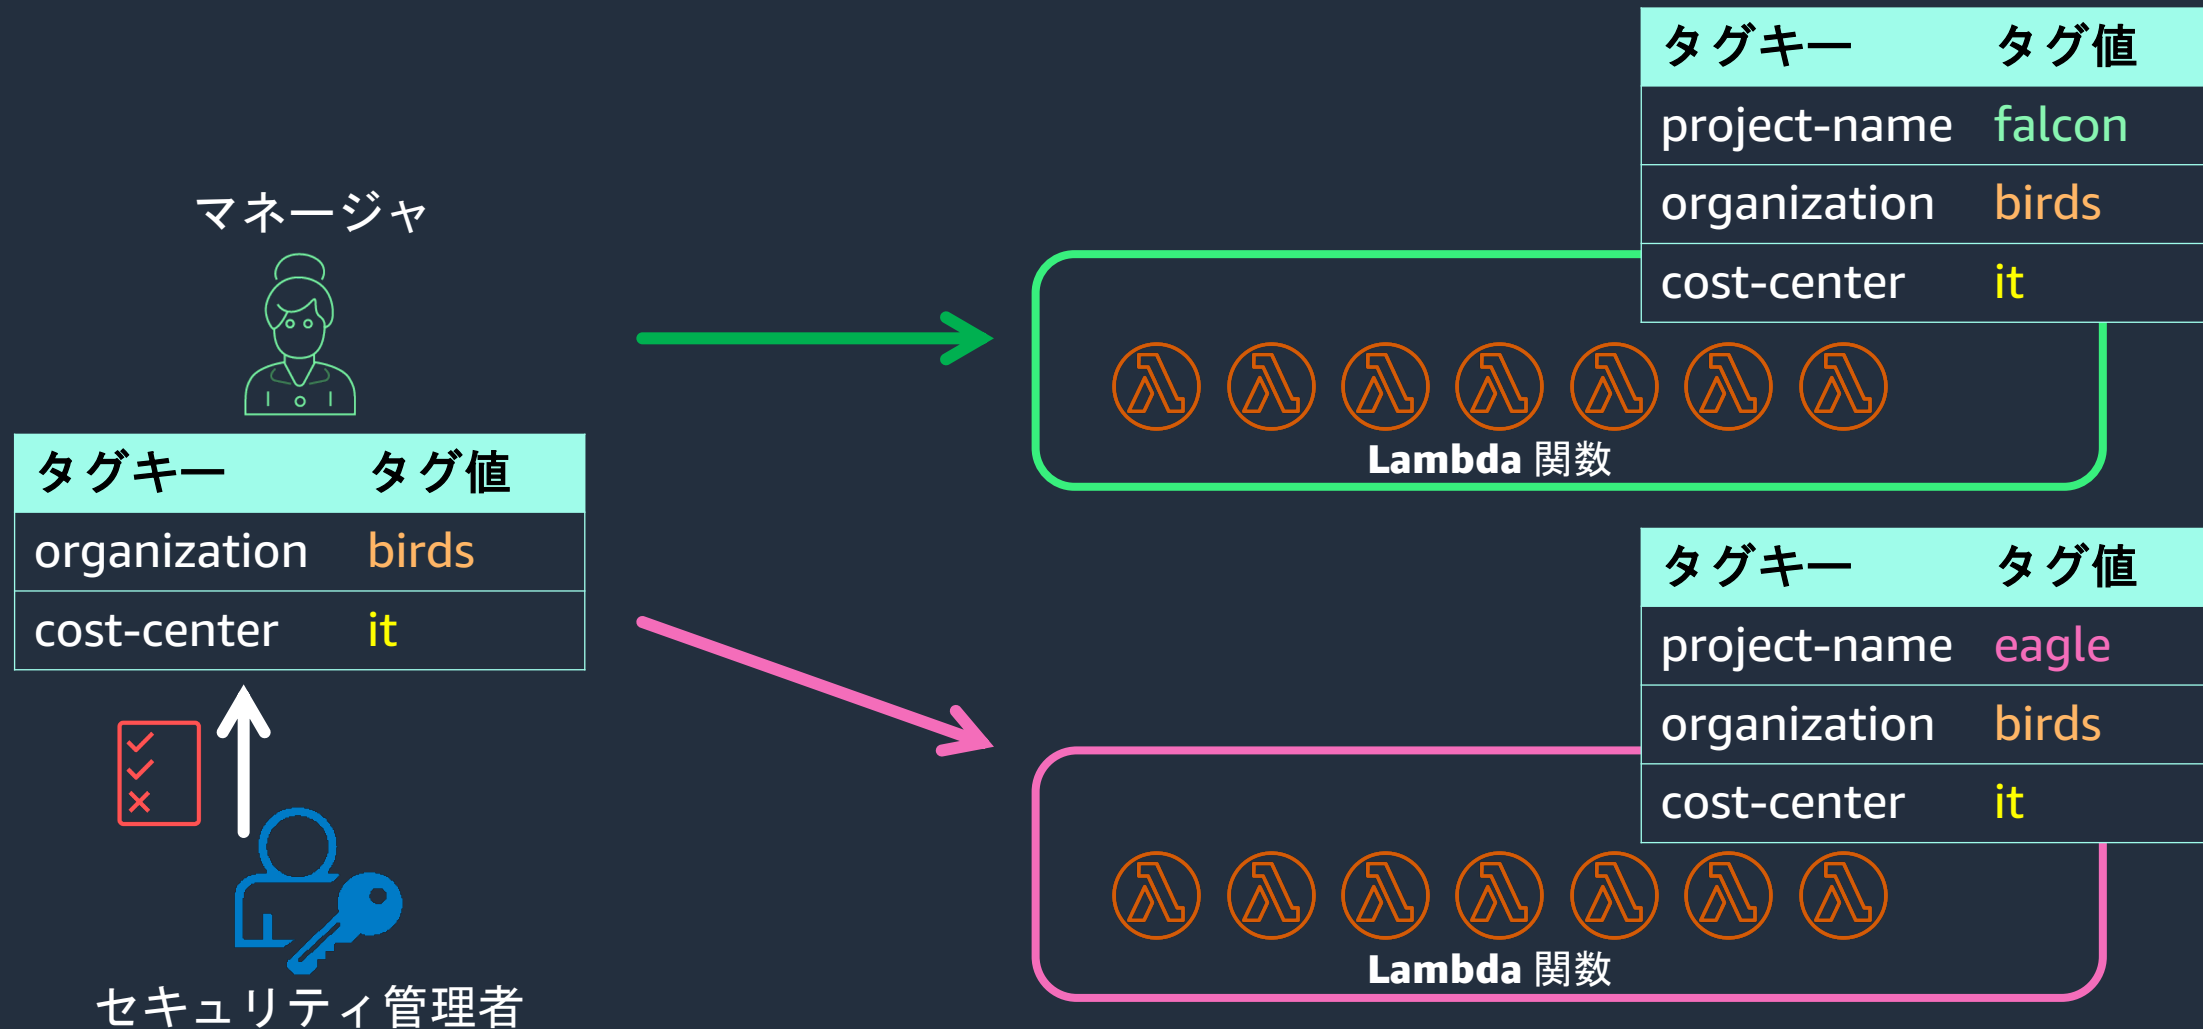 マネージャ
タグキー タグ値
organization birds
cost-center it
セキュリティ管理者
タグキー タグ値
project-name falcon
organization birds
cost-center it
Lambda 関数
タグキー タグ値
project-name eagle
organization birds
cost-center it
Lambda 関数